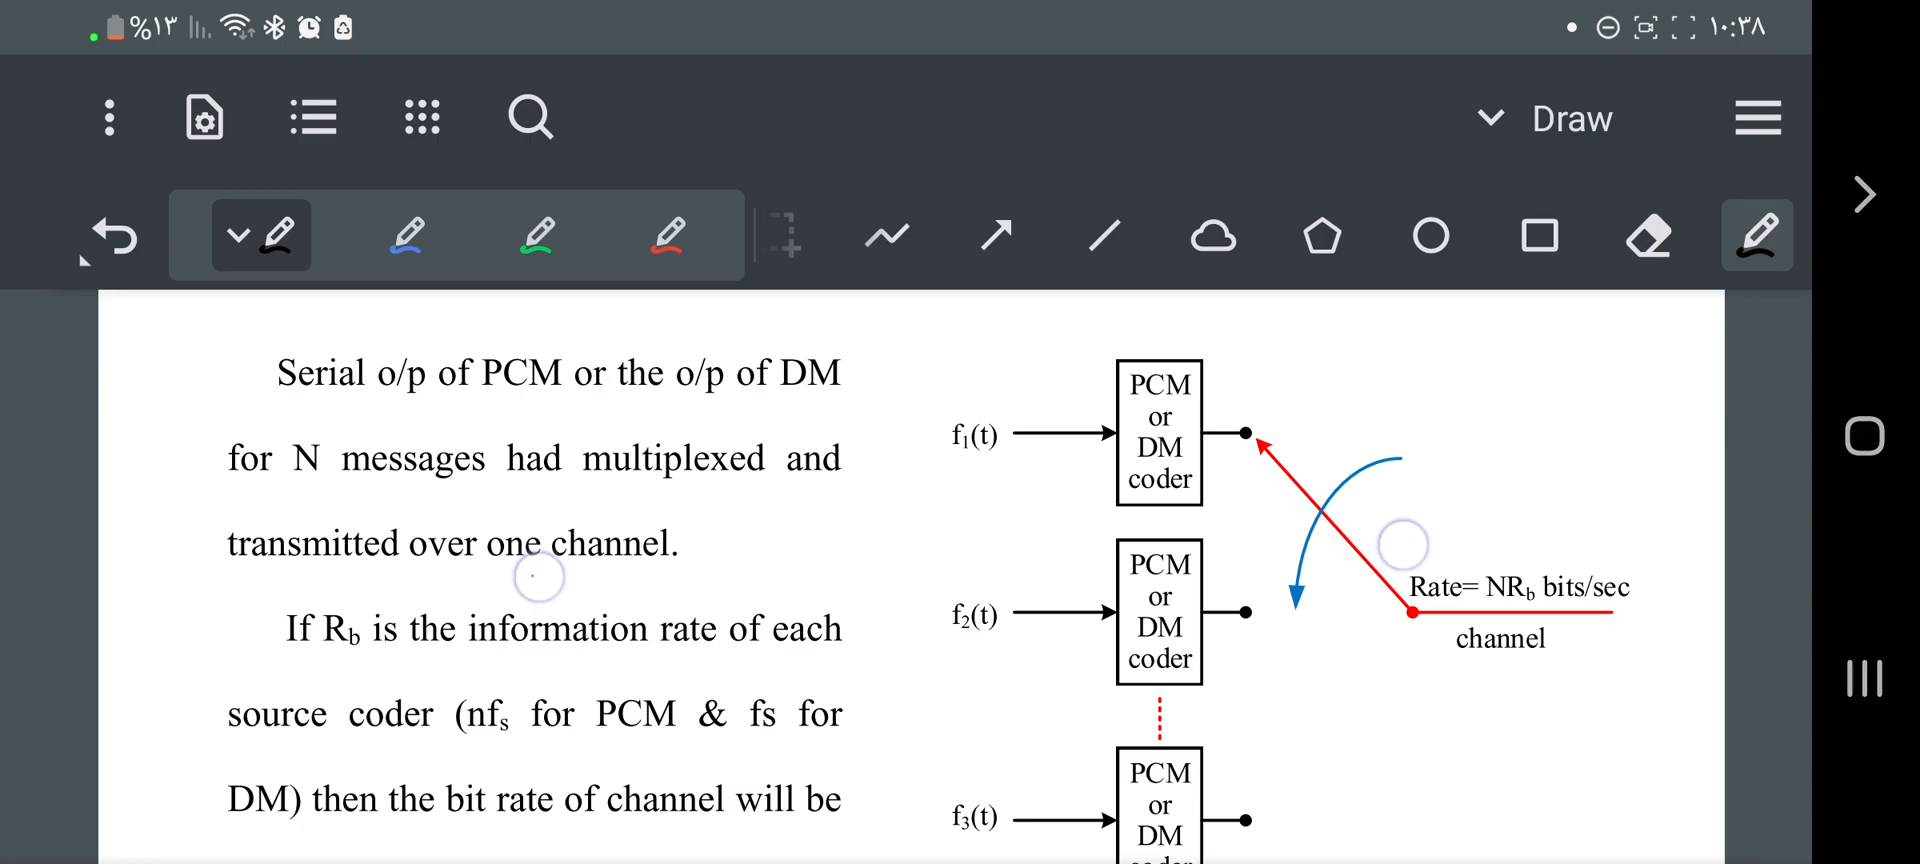 %١٣
١٠:٣٨
Draw
Serial o/p of PCM or the o/p of DM
for N messages had multiplexed and
transmitted over one channel.
If Rb is the information rate of each
source coder (nfs for PCM & fs for
DM) then the bit rate of channel will be
f1(t)
PCM
or
DM
coder
f2(t)
PCM
or
DM
coder
f3(t)
PCM
or
DM
Rate= NRb bits/sec
channel